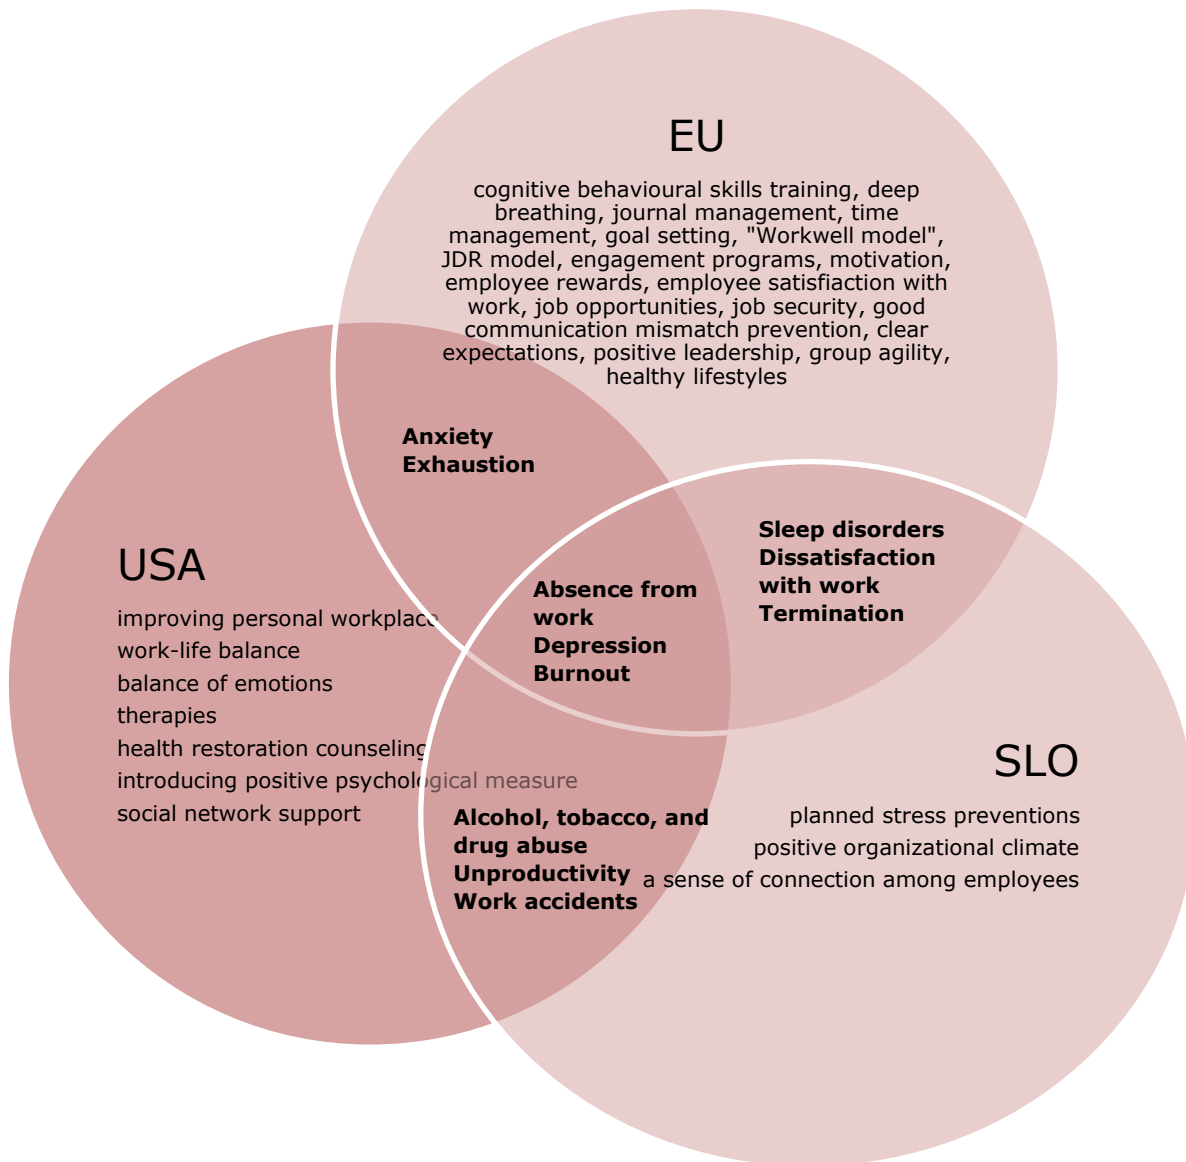 EU
cognitive behavioural skills training, deep
breathing, journal management, time
management, goal setting, "Workwell model",
JDR model, engagement programs, motivation,
employee rewards, employee satisfiaction with
work, job opportunities, job security, good
communication mismatch prevention, clear
expectations, positive leadership, group agility,
healthy lifestyles
Anxiety
Exhaustion
Sleep disorders
Dissatisfaction
with work
Termination
Absence from
work
Depression
Burnout
USA
improving personal workplace
work-life balance
balance of emotions
therapies
health restoration counseling
introducing positive psychological measure
social network support
Alcohol, tobacco, and
drug abuse
Unproductivity
Work accidents
SLO
planned stress preventions
positive organizational climate
a sense of connection among employees